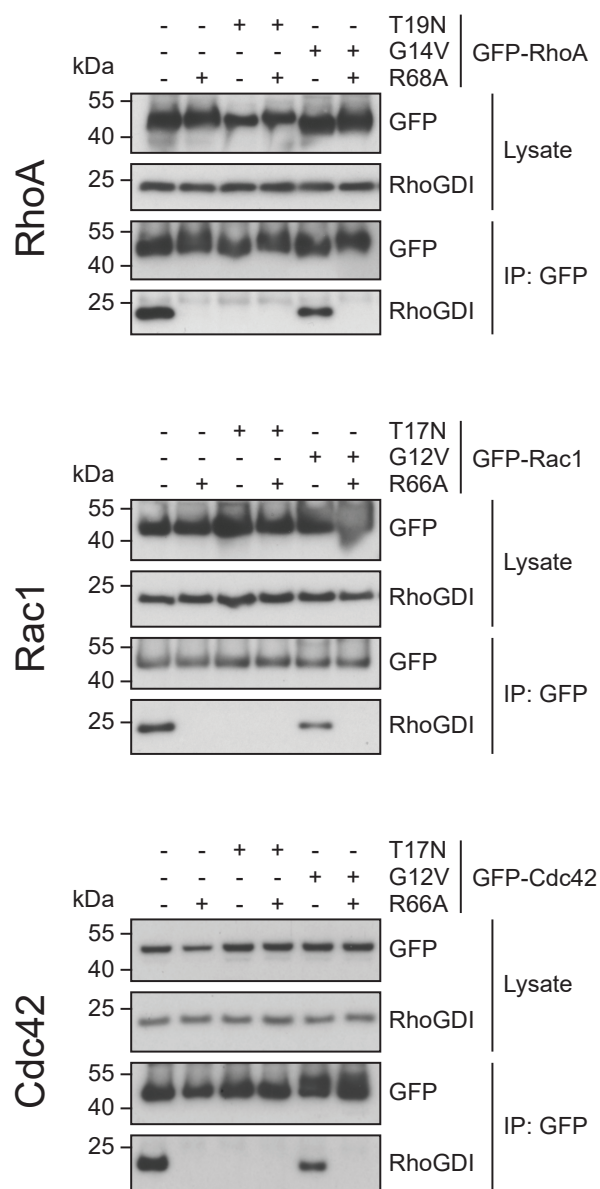 RhoA
- - + + - - T19N
- - - - + + G14V GFP-RhoA
kDa - + - + - + R68A
55
40 GFP
25 RhoGDI
Lysate
55
40 GFP
25 RhoGDI
IP: GFP
Rac1
- - + + - - T17N
- - - - + + G12V GFP-Rac1
kDa - + - + - + R66A
55
40 GFP
25 RhoGDI
Lysate
55
40 GFP
25 RhoGDI
IP: GFP
Cdc42
- - + + - - T17N
- - - - + + G12V GFP-Cdc42
kDa - + - + - + R66A
55
40 GFP
25 RhoGDI
Lysate
55
40 GFP
25 RhoGDI
IP: GFP